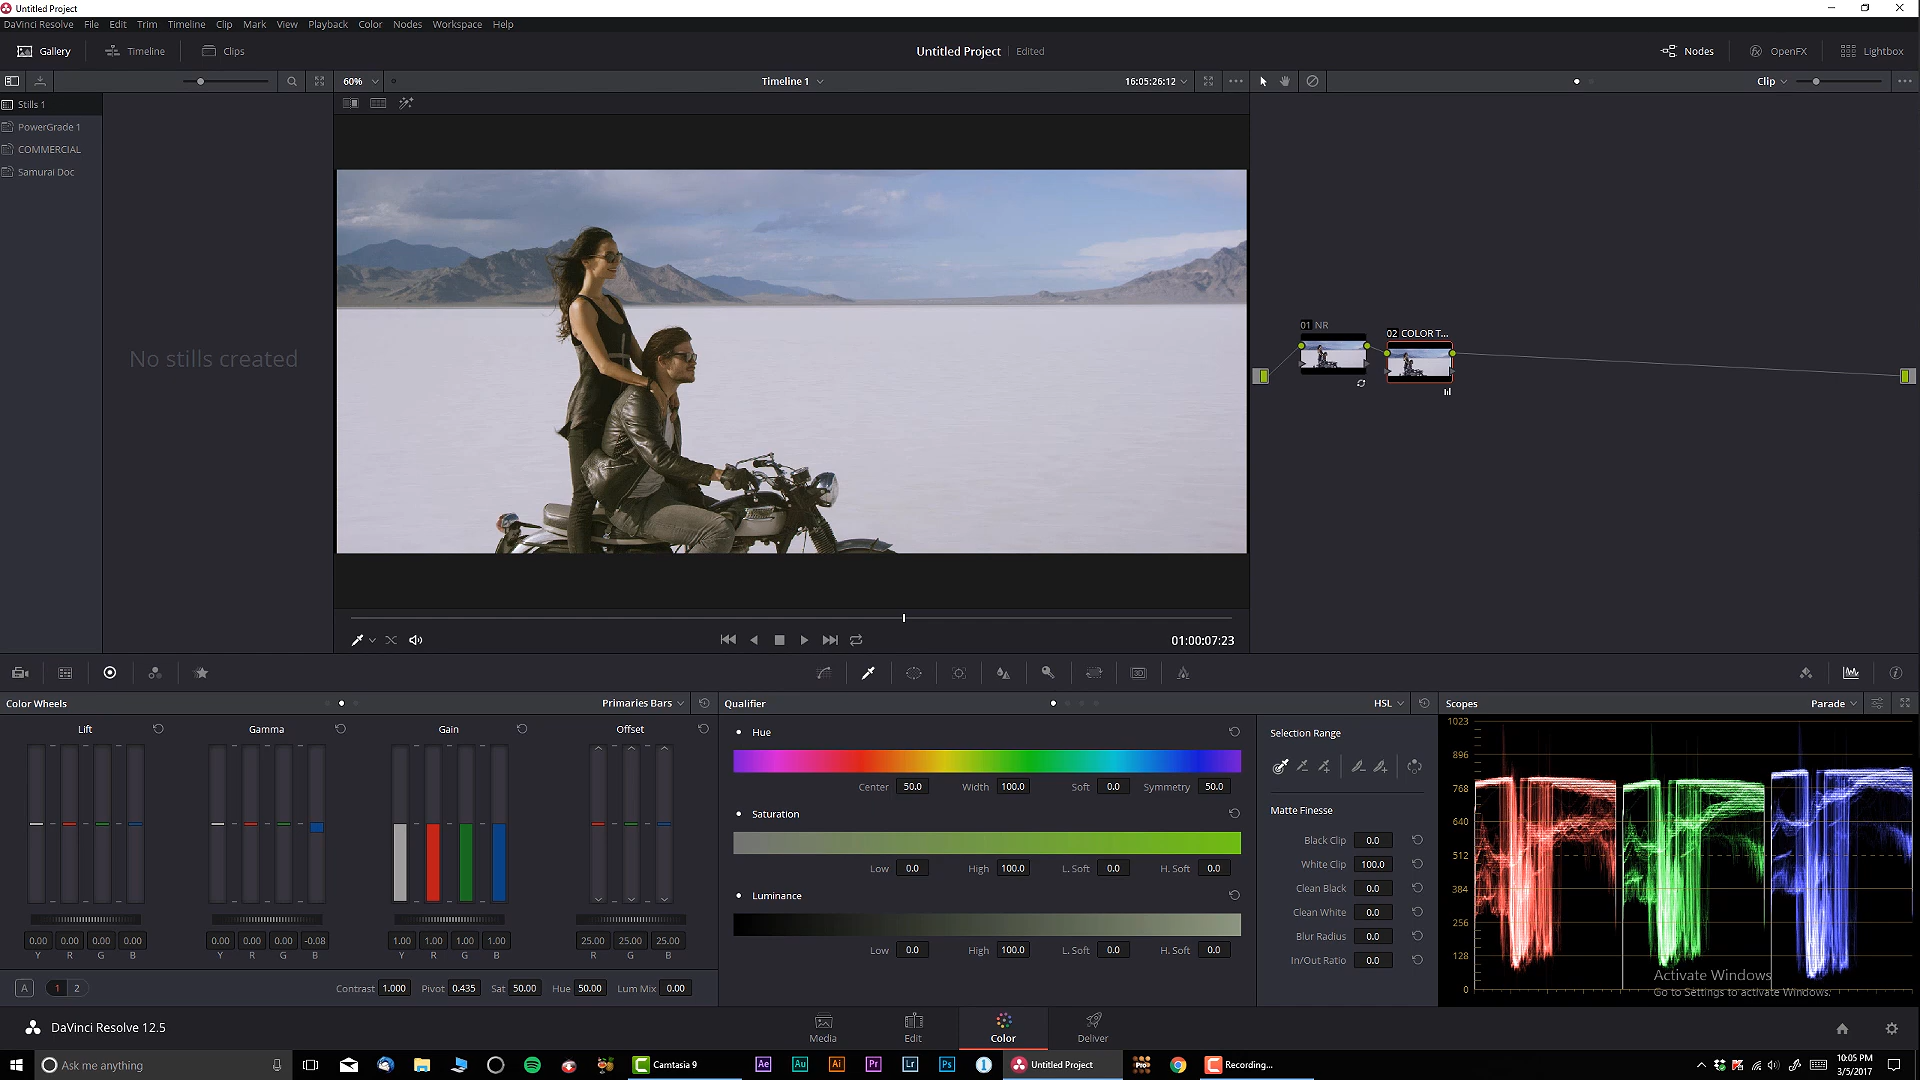 Untitled Project
DaVinci Resolve File Edit Trim Timeline Clip Mark View Playback Color Nodes Workspace Help
Gallery Timeline Clips Untitled Project Edited Nodes OpenFX Lightbox
60% Timeline 1 16:05:26:12 Clip
Stills 1
PowerGrade 1
COMMERCIAL
Samurai Doc
No stills created
01 NR
02 COLOR T...
01:00:07:23
Color Wheels Primaries Bars Qualifier HSL Scopes Parade
Lift Gamma Gain Offset
0.00 0.00 0.00 0.00 0.00 0.00 0.00 -0.08 1.00 1.00 1.00 1.00 25.00 25.00 25.00
Y R G B Y R G B Y R G B R G B
A 1 2 Contrast 1.000 Pivot 0.435 Sat 50.00 Hue 50.00 Lum Mix 0.00
Hue
Center 50.0 Width 100.0 Soft 0.0 Symmetry 50.0
Saturation
Low 0.0 High 100.0 L. Soft 0.0 H. Soft 0.0
Luminance
Low 0.0 High 100.0 L. Soft 0.0 H. Soft 0.0
Selection Range
Matte Finesse
Black Clip 0.0
White Clip 100.0
Clean Black 0.0
Clean White 0.0
Blur Radius 0.0
In/Out Ratio 0.0
1023
896
768
640
512
384
256
128
0
Activate Windows
Go to Settings to activate Windows.
DaVinci Resolve 12.5
Media Edit Color Deliver
Ask me anything Camtasia 9 Ae Au Ai Pr Lr Ps Untitled Project Recording... 10:05 PM
3/5/2017